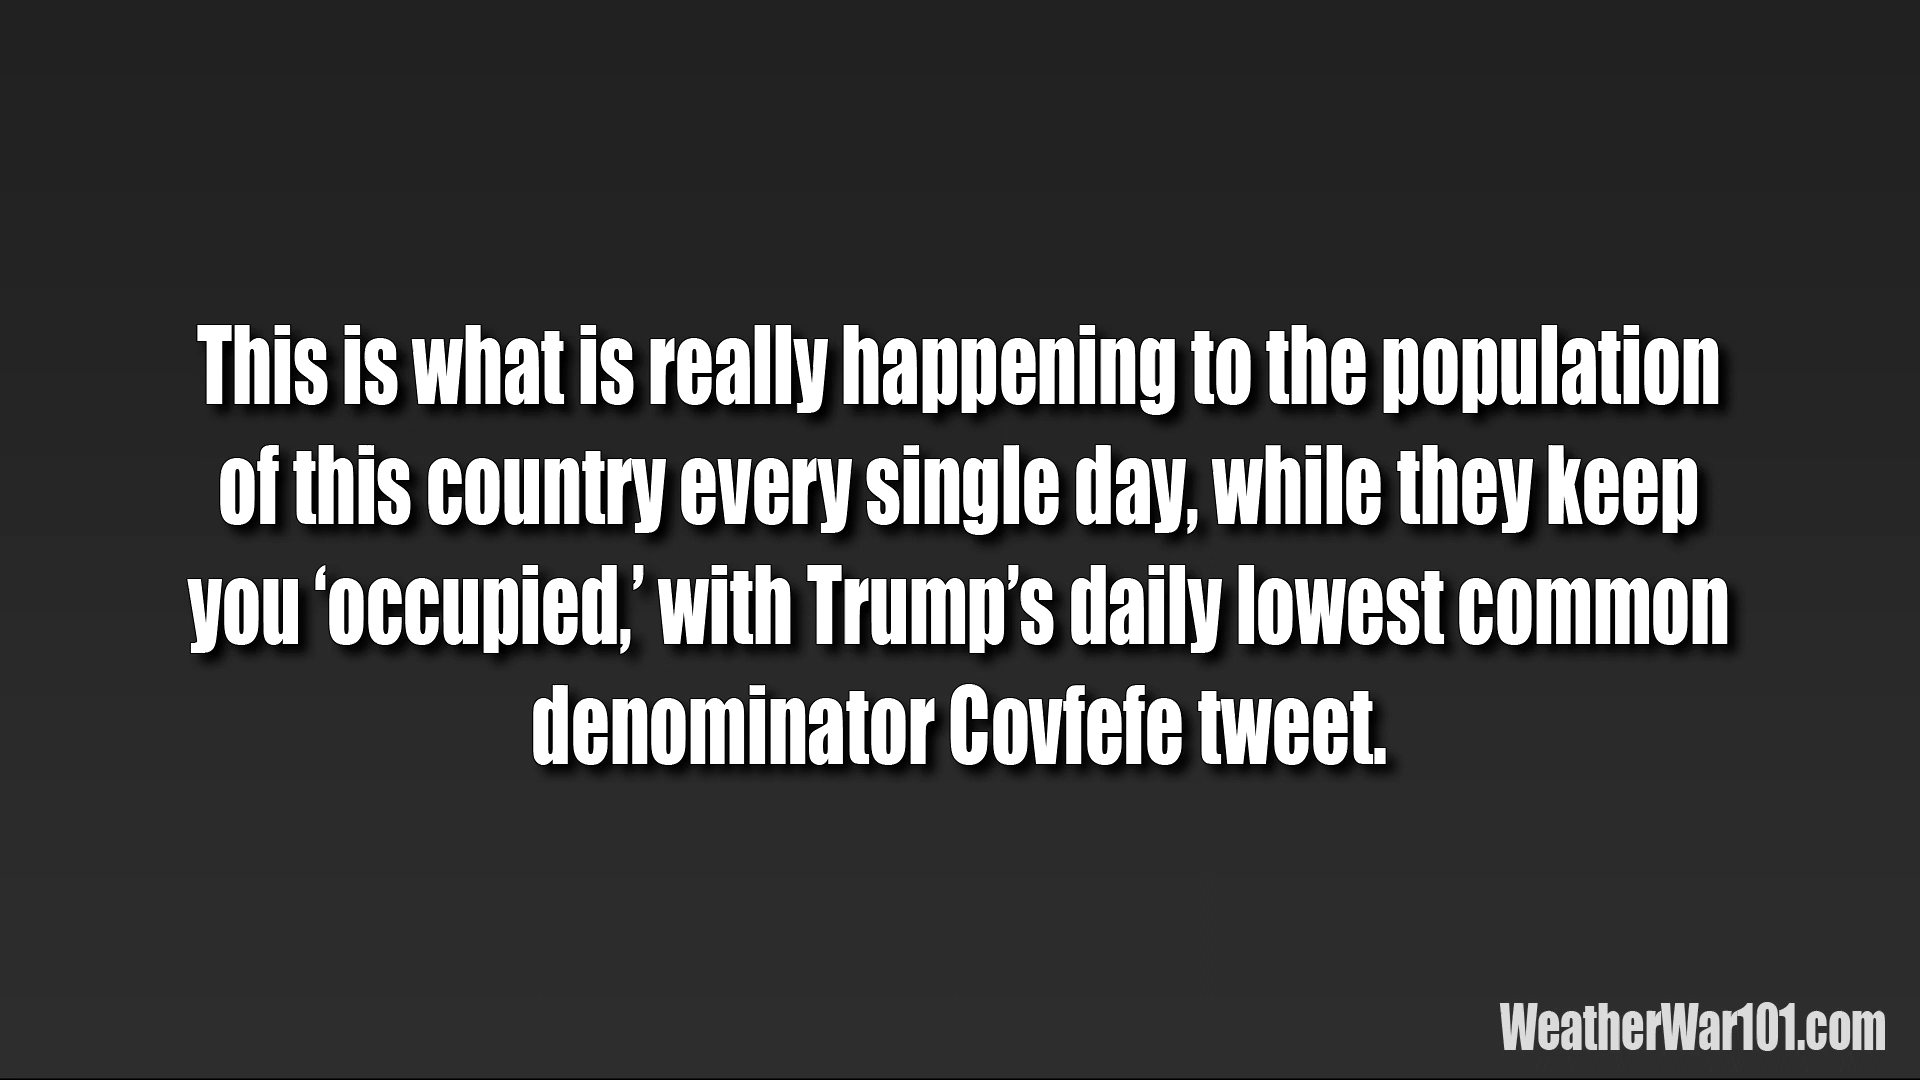 This is what is really happening to the population
of this country every single day, while they keep
you ‘occupied,’ with Trump’s daily lowest common
denominator Covfefe tweet.
WeatherWar101.com